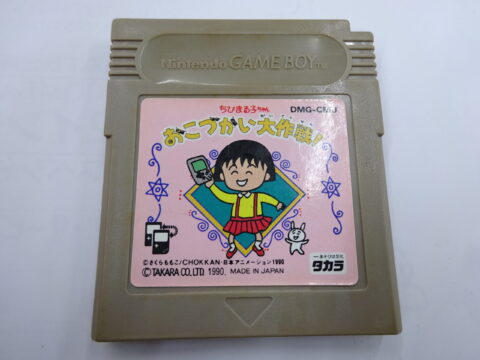 Nintendo GAME BOY TM
ちびまる子ちゃん DMG-CMJ
おこづかい大作戦!
©さくらももこ/CHOKKAN・日本アニメーション1990
©TAKARA CO.,LTD. 1990, MADE IN JAPAN
タカラ